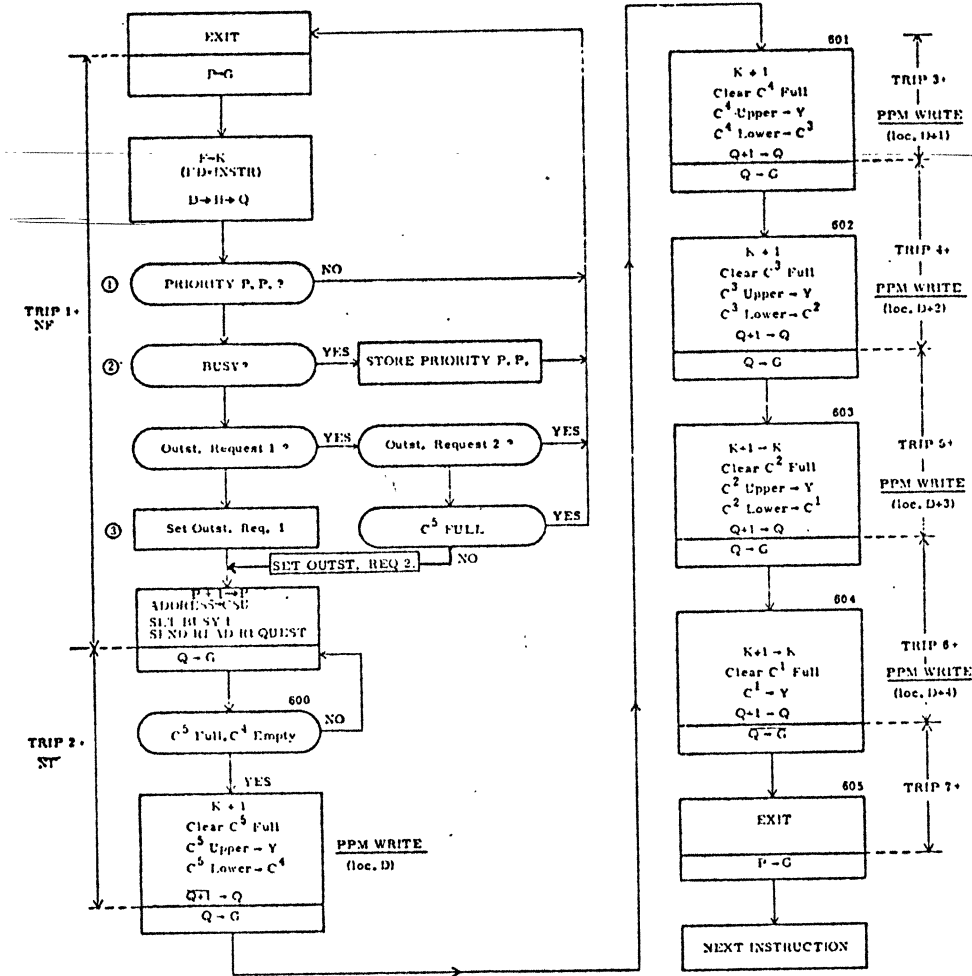 EXIT
P→G
F→K
(FD+INSTR)
D→H→Q
① PRIORITY P.P.?
NO
TRIP 1+
② BUSY?
YES
STORE PRIORITY P.P.
Outst. Request 1 ?
YES
Outst. Request 2 ?
YES
③ Set Outst. Req. 1
C⁵ FULL
YES
NO
SET OUTST. REQ 2.
P + 1→P
SET BUSY 1
SEND READ REQUEST
Q→G
600
C⁵ Full, C⁴ Empty
NO
TRIP 2+
YES
K + 1
Clear C⁵ Full
C⁵ Upper→Y
C⁵ Lower→C⁴
Q+1→Q
Q→G
PPM WRITE
(loc. D)
601
K + 1
Clear C⁴ Full
C⁴ Upper→Y
C⁴ Lower→C³
Q+1→Q
Q→G
TRIP 3+
PPM WRITE
(loc. D+1)
602
K + 1
Clear C³ Full
C³ Upper→Y
C³ Lower→C²
Q+1→Q
Q→G
TRIP 4+
PPM WRITE
(loc. D+2)
603
K+1→K
Clear C² Full
C² Upper→Y
C² Lower→C¹
Q+1→Q
Q→G
TRIP 5+
PPM WRITE
(loc. D+3)
604
K+1→K
Clear C¹ Full
C¹→Y
Q+1→Q
Q→G
TRIP 6+
PPM WRITE
(loc. D+4)
605
EXIT
P→G
TRIP 7+
NEXT INSTRUCTION